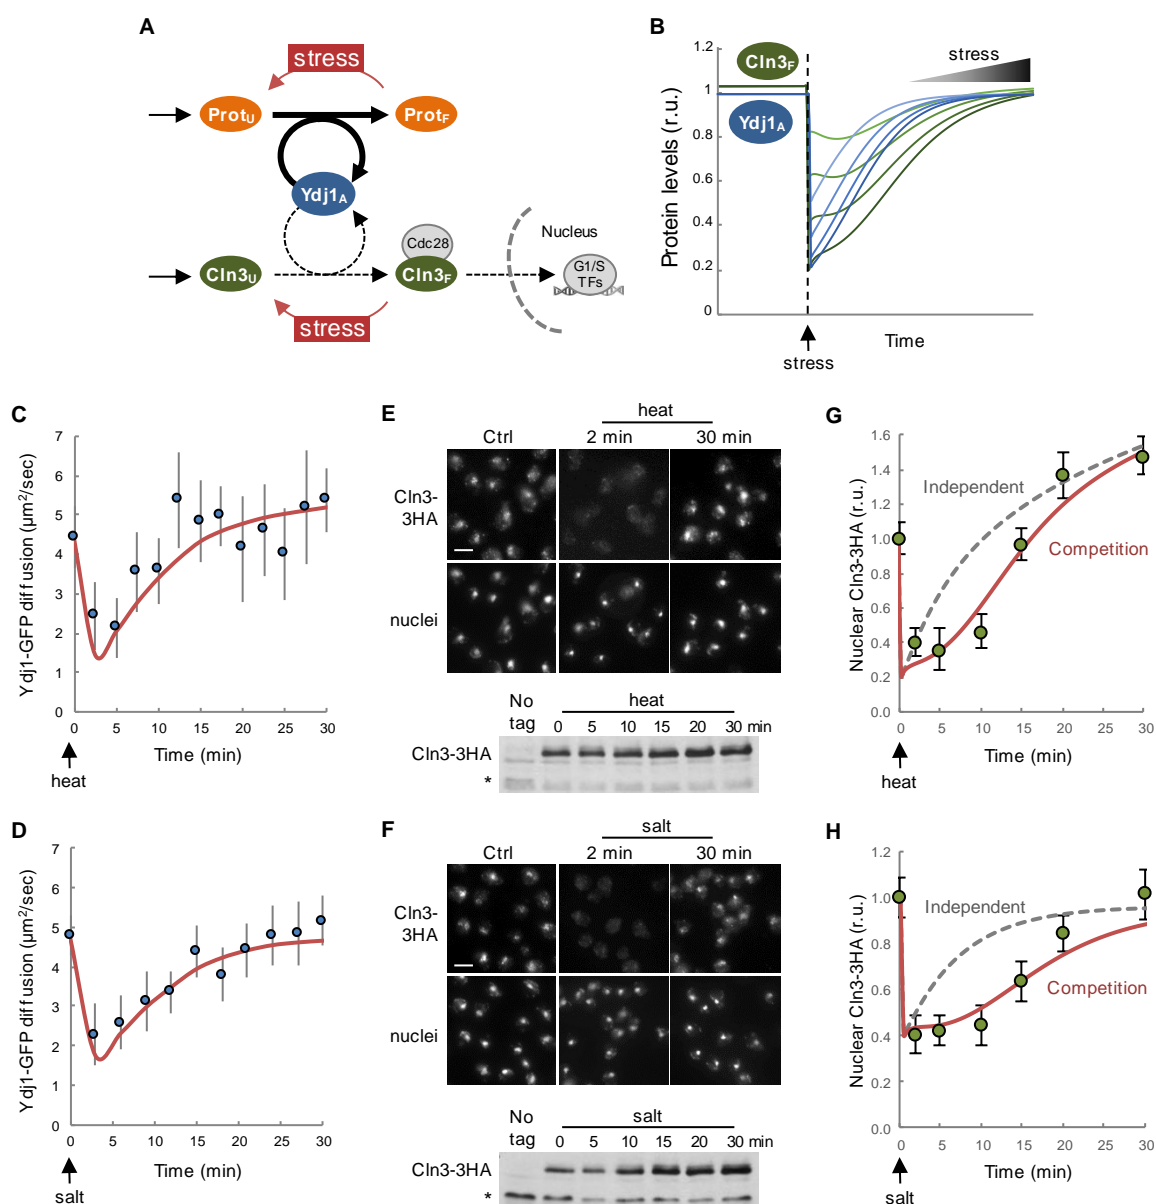 A
stress
ProtU
ProtF
Ydj1A
Cdc28
Cln3U
Cln3F
Nucleus
G1/S
TFs
stress
B
Protein levels (r.u.)
1.2
1
0.8
0.6
0.4
0.2
0
Cln3F
Ydj1A
stress
Time
stress
C
Ydj1-GFP diffusion (µm2/sec)
7
6
5
4
3
2
1
0
0 5 10 15 20 25 30
Time (min)
heat
E
heat
Ctrl 2 min 30 min
Cln3-
3HA
nuclei
No
tag
heat
0 5 10 15 20 30 min
Cln3-3HA
*
G
Nuclear Cln3-3HA (r.u.)
1.6
1.4
1.2
1.0
0.8
0.6
0.4
0.2
0.0
Independent
Competition
0 5 10 15 20 25 30
Time (min)
heat
D
Ydj1-GFP diffusion (µm2/sec)
7
6
5
4
3
2
1
0
0 5 10 15 20 25 30
Time (min)
salt
F
salt
Ctrl 2 min 30 min
Cln3-
3HA
nuclei
No
tag
salt
0 5 10 15 20 30 min
Cln3-3HA
*
H
Nuclear Cln3-3HA (r.u.)
1.2
1.0
0.8
0.6
0.4
0.2
0.0
Independent
Competition
0 5 10 15 20 25 30
Time (min)
salt